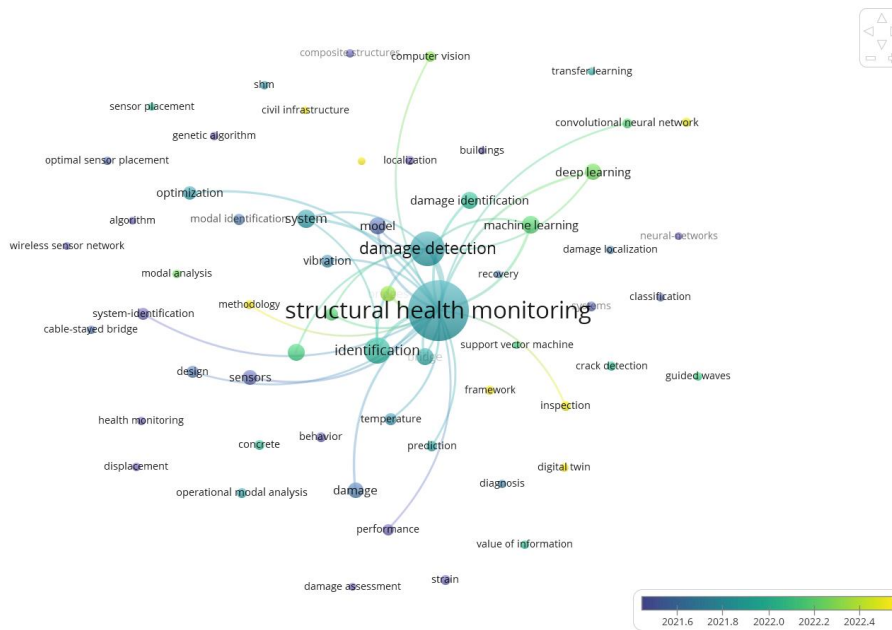 composite structures
computer vision
transfer learning
shm
sensor placement
civil infrastructure
convolutional neural network
genetic algorithm
buildings
optimal sensor placement
localization
deep learning
optimization
damage identification
algorithm
modal identification
system
model
machine learning
neural-networks
wireless sensor network
damage detection
damage localization
vibration
modal analysis
recovery
classification
methodology
systems
system-identification
structural health monitoring
cable-stayed bridge
support vector machine
identification
bridge
design
sensors
crack detection
guided waves
framework
inspection
health monitoring
temperature
behavior
concrete
prediction
displacement
digital twin
operational modal analysis
damage
diagnosis
performance
value of information
damage assessment
strain
2021.6 2021.8 2022.0 2022.2 2022.4